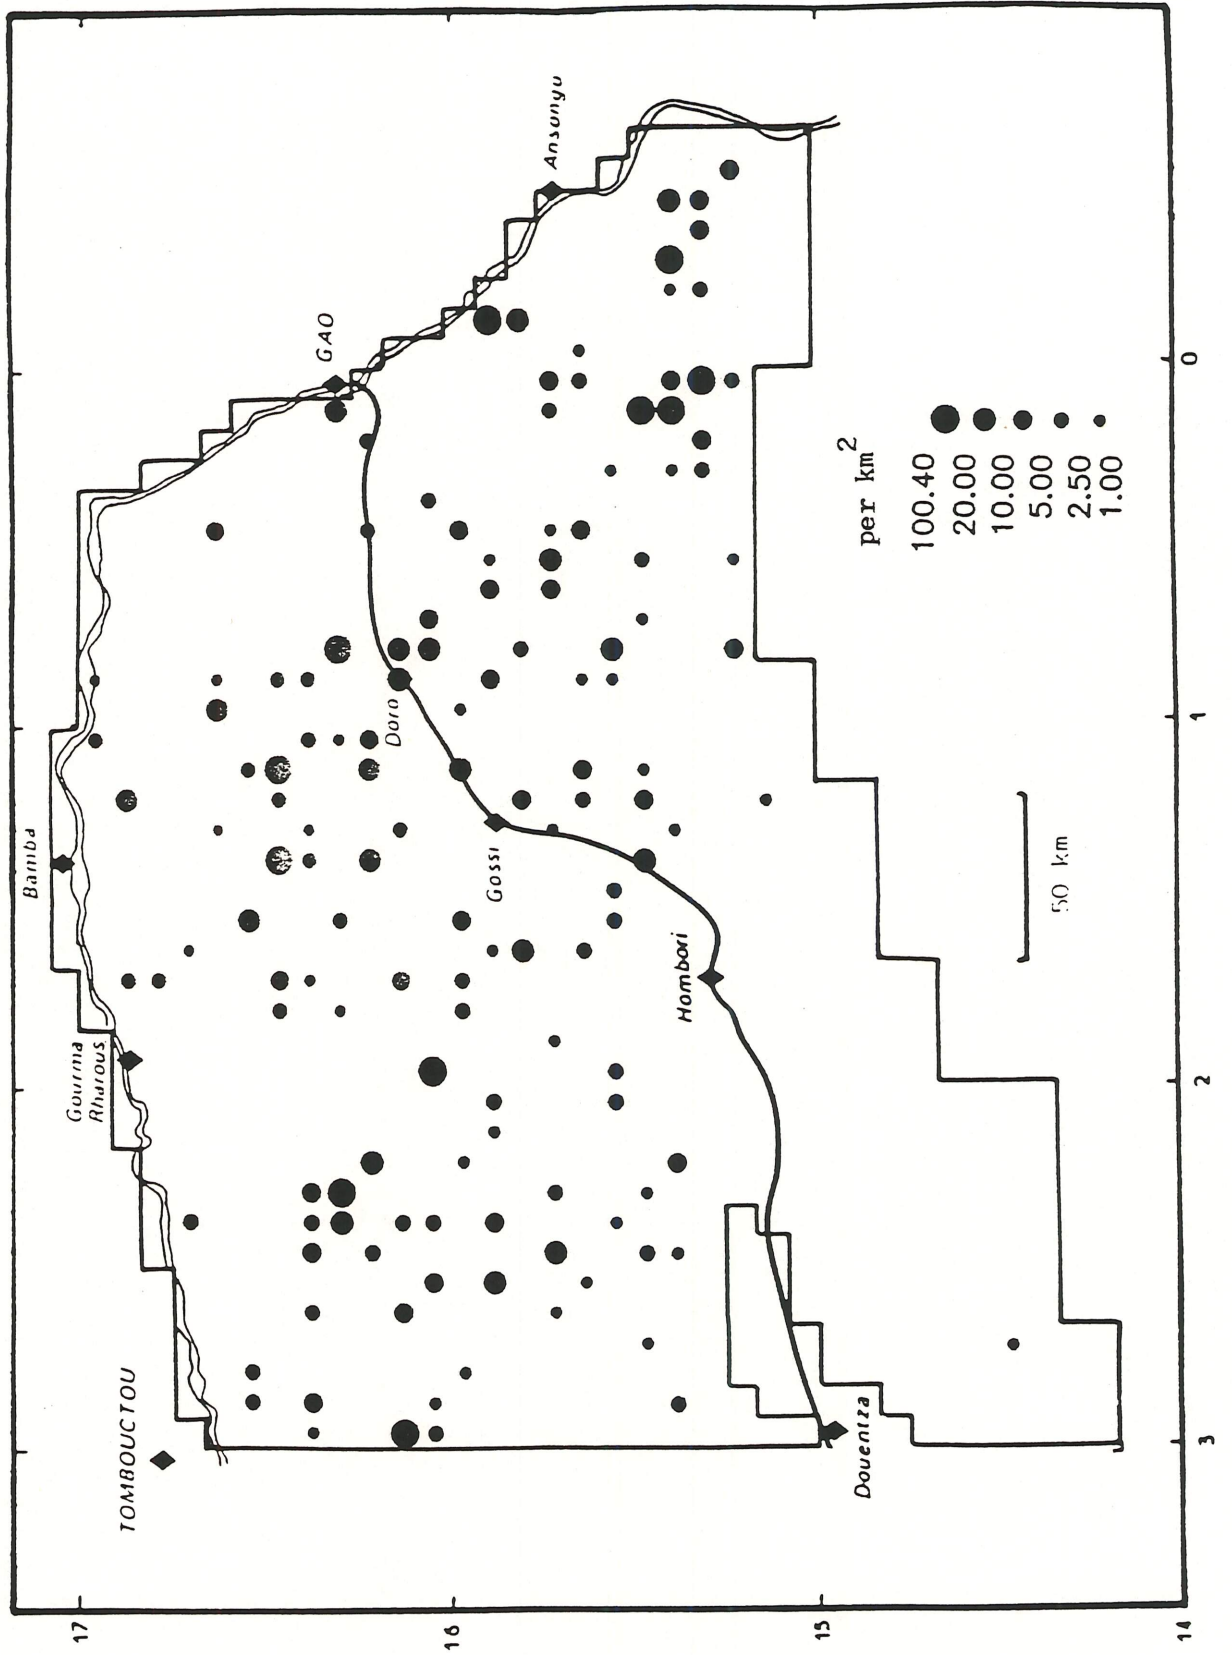 TOMBOUCTOU
Gourma
Rharous
Bamba
GAO
Ansongo
Doro
Gossi
Hombori
Douentza
17
16
15
14
3
2
1
0
50 km
per km2
100.40
20.00
10.00
5.00
2.50
1.00